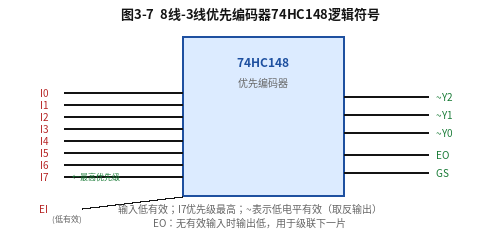 图3-7 8线-3线优先编码器74HC148逻辑符号
74HC148
优先编码器
I0
I1
I2
I3
I4
I5
I6
I7
← 最高优先级
EI
(低有效)
~Y2
~Y1
~Y0
EO
GS
输入低有效；I7优先级最高；~表示低电平有效（取反输出）
EO：无有效输入时输出低，用于级联下一片